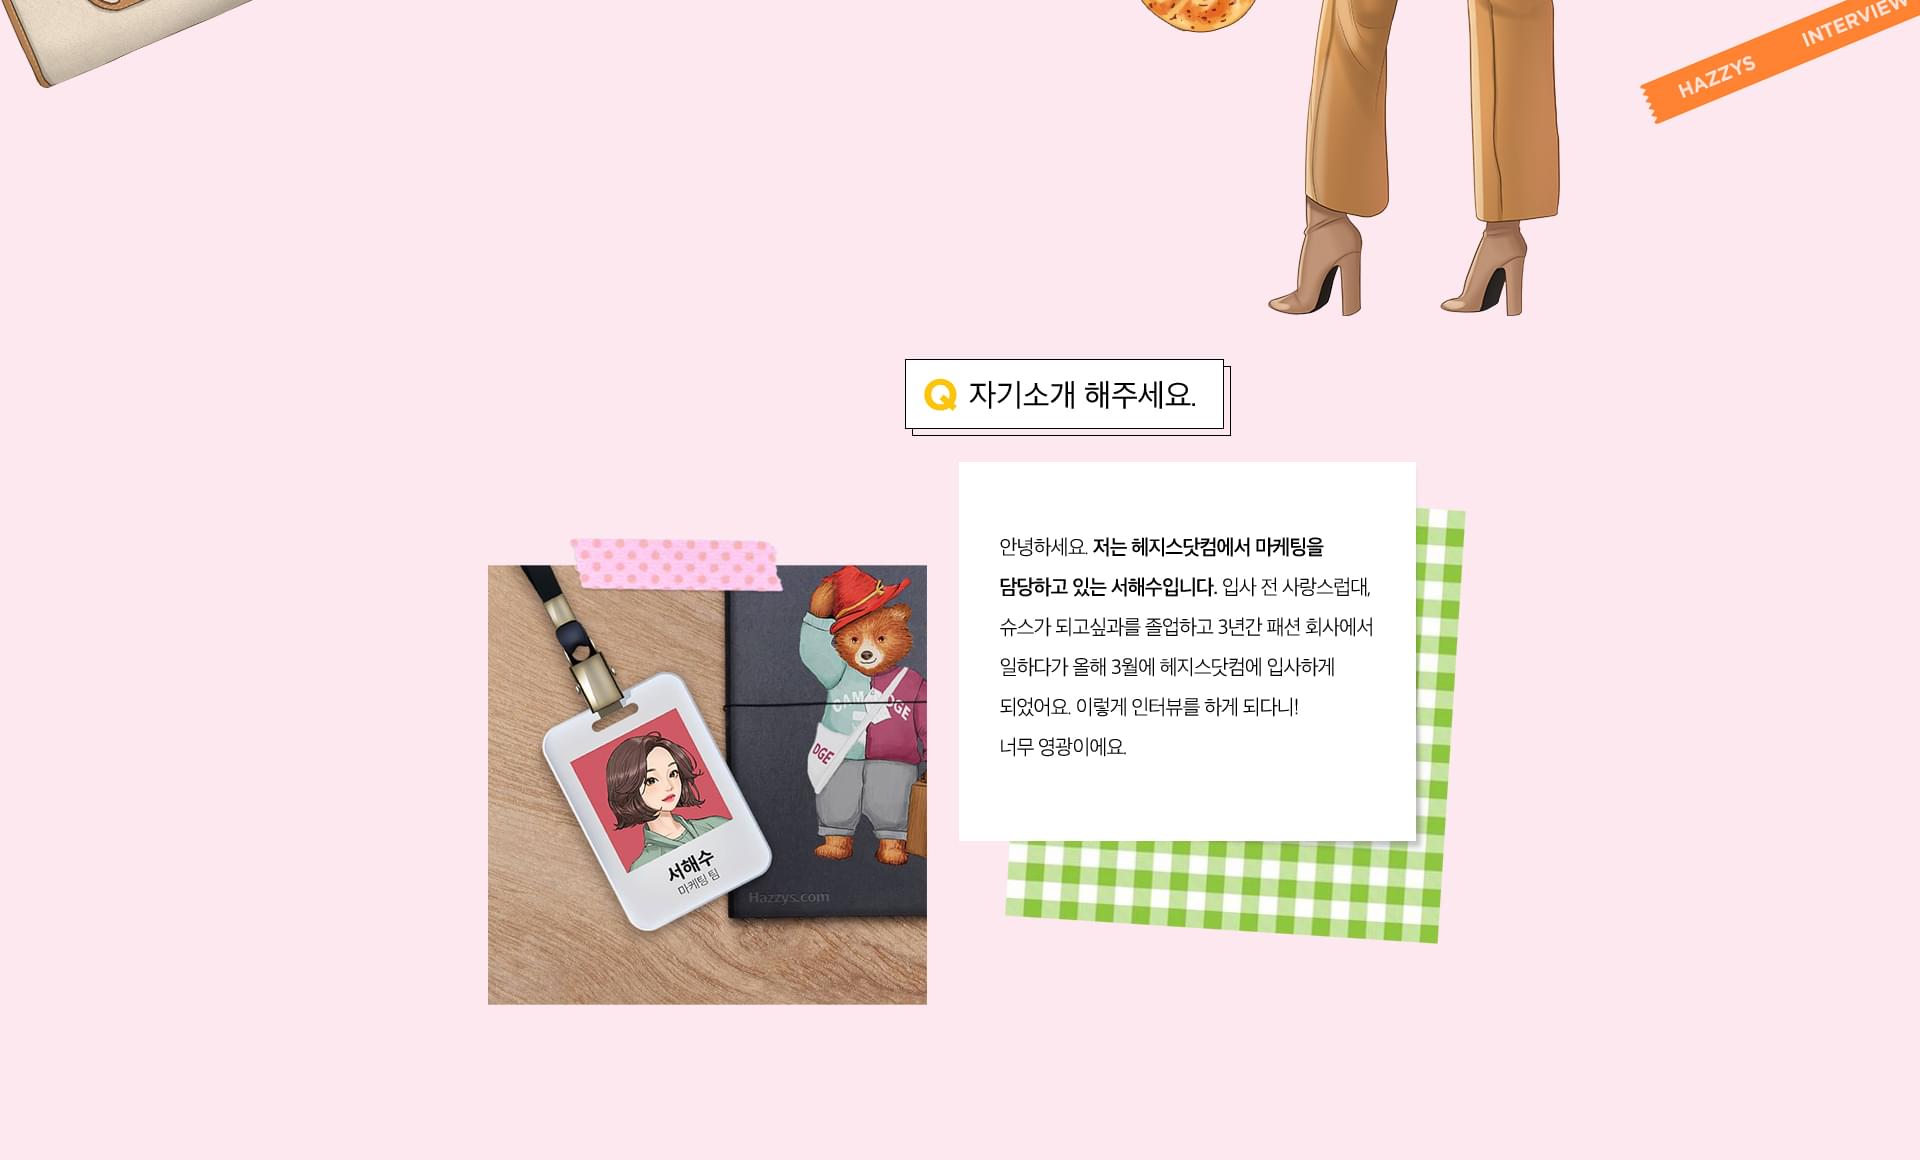 HAZZYS INTERVIEW
Q 자기소개 해주세요.
안녕하세요. 저는 헤지스닷컴에서 마케팅을
담당하고 있는 서해수입니다. 입사 전 사랑스럽대,
슈스가 되고싶과를 졸업하고 3년간 패션 회사에서
일하다가 올해 3월에 헤지스닷컴에 입사하게
되었어요. 이렇게 인터뷰를 하게 되다니!
너무 영광이에요.
서해수
마케팅 팀
DGE
DGE
Hazzys.com